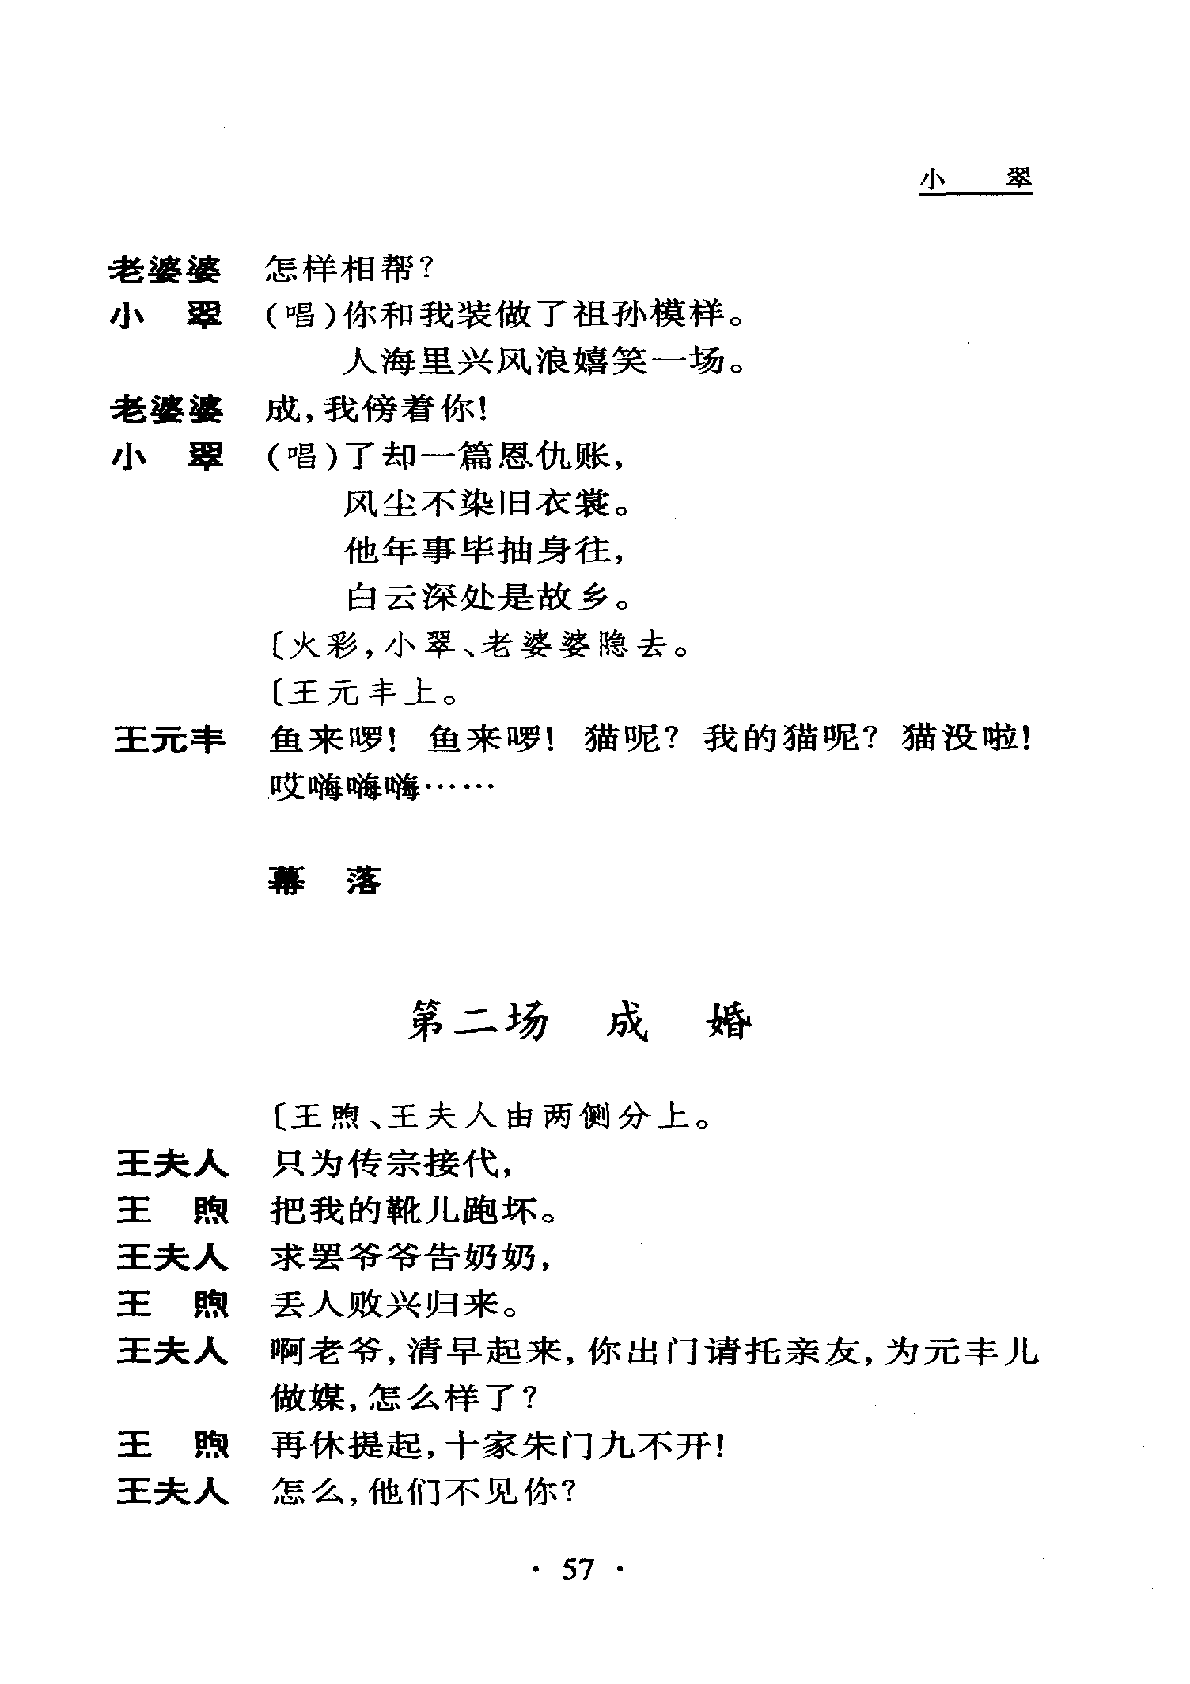 小　翠
老婆婆　怎样相帮？
小　翠　（唱）你和我装做了祖孙模样。
人海里兴风浪嬉笑一场。
老婆婆　成，我傍着你！
小　翠　（唱）了却一篇恩仇账，
风尘不染旧衣裳。
他年事毕抽身往，
白云深处是故乡。
〔火彩，小翠、老婆婆隐去。
〔王元丰上。
王元丰　鱼来啰！鱼来啰！猫呢？我的猫呢？猫没啦！
哎嗨嗨嗨……
幕　落
第二场　成　婚
〔王煦、王夫人由两侧分上。
王夫人　只为传宗接代，
王　煦　把我的靴儿跑坏。
王夫人　求罢爷爷告奶奶，
王　煦　丢人败兴归来。
王夫人　啊老爷，清早起来，你出门请托亲友，为元丰儿
做媒，怎么样了？
王　煦　再休提起，十家朱门九不开！
王夫人　怎么，他们不见你？
· 57 ·